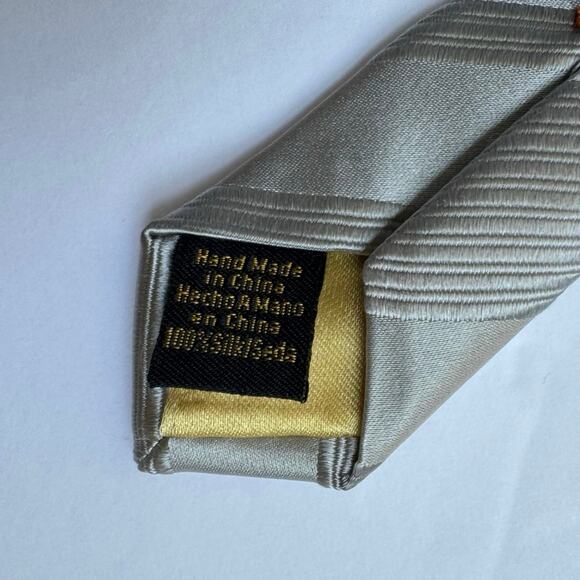 Hand Made
in China
Hecho A Mano
en China
100%Silk/Seda